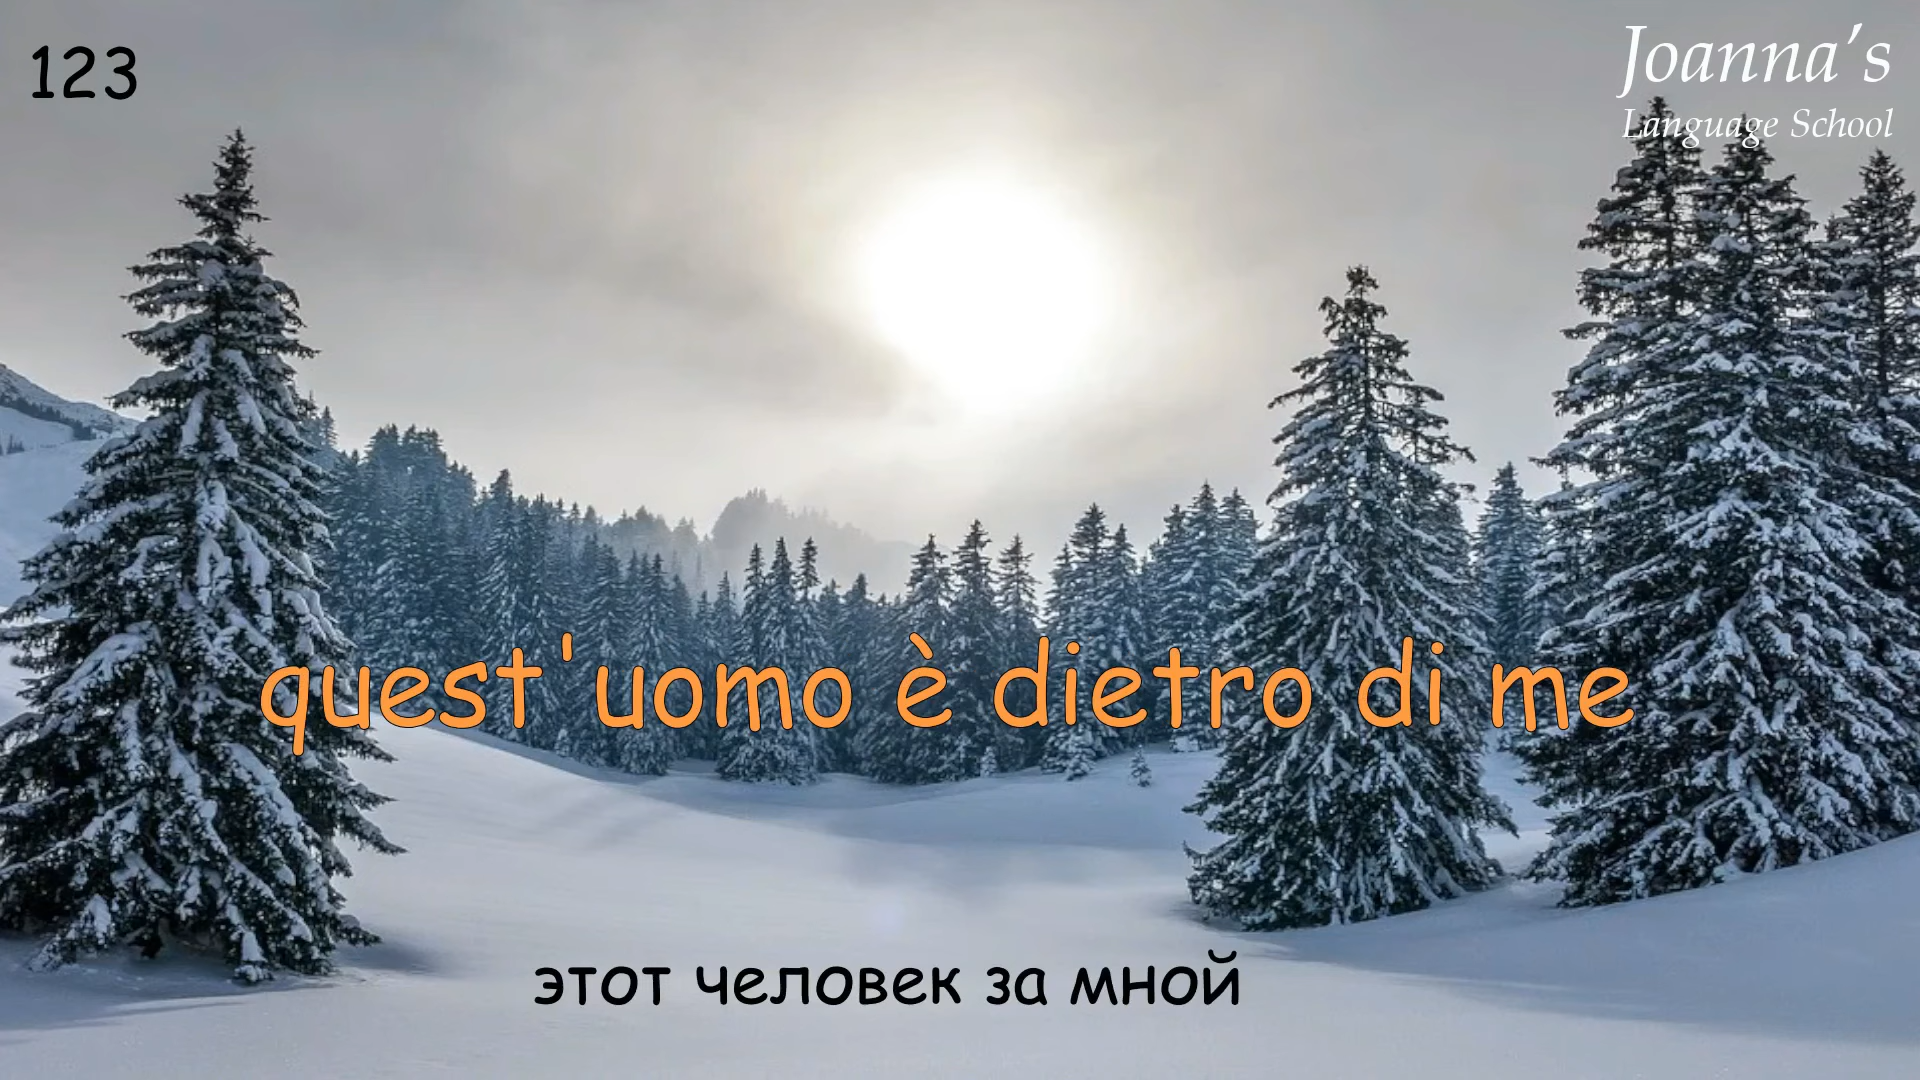 123
Joanna's
Language School
quest'uomo è dietro di me
этот человек за мной